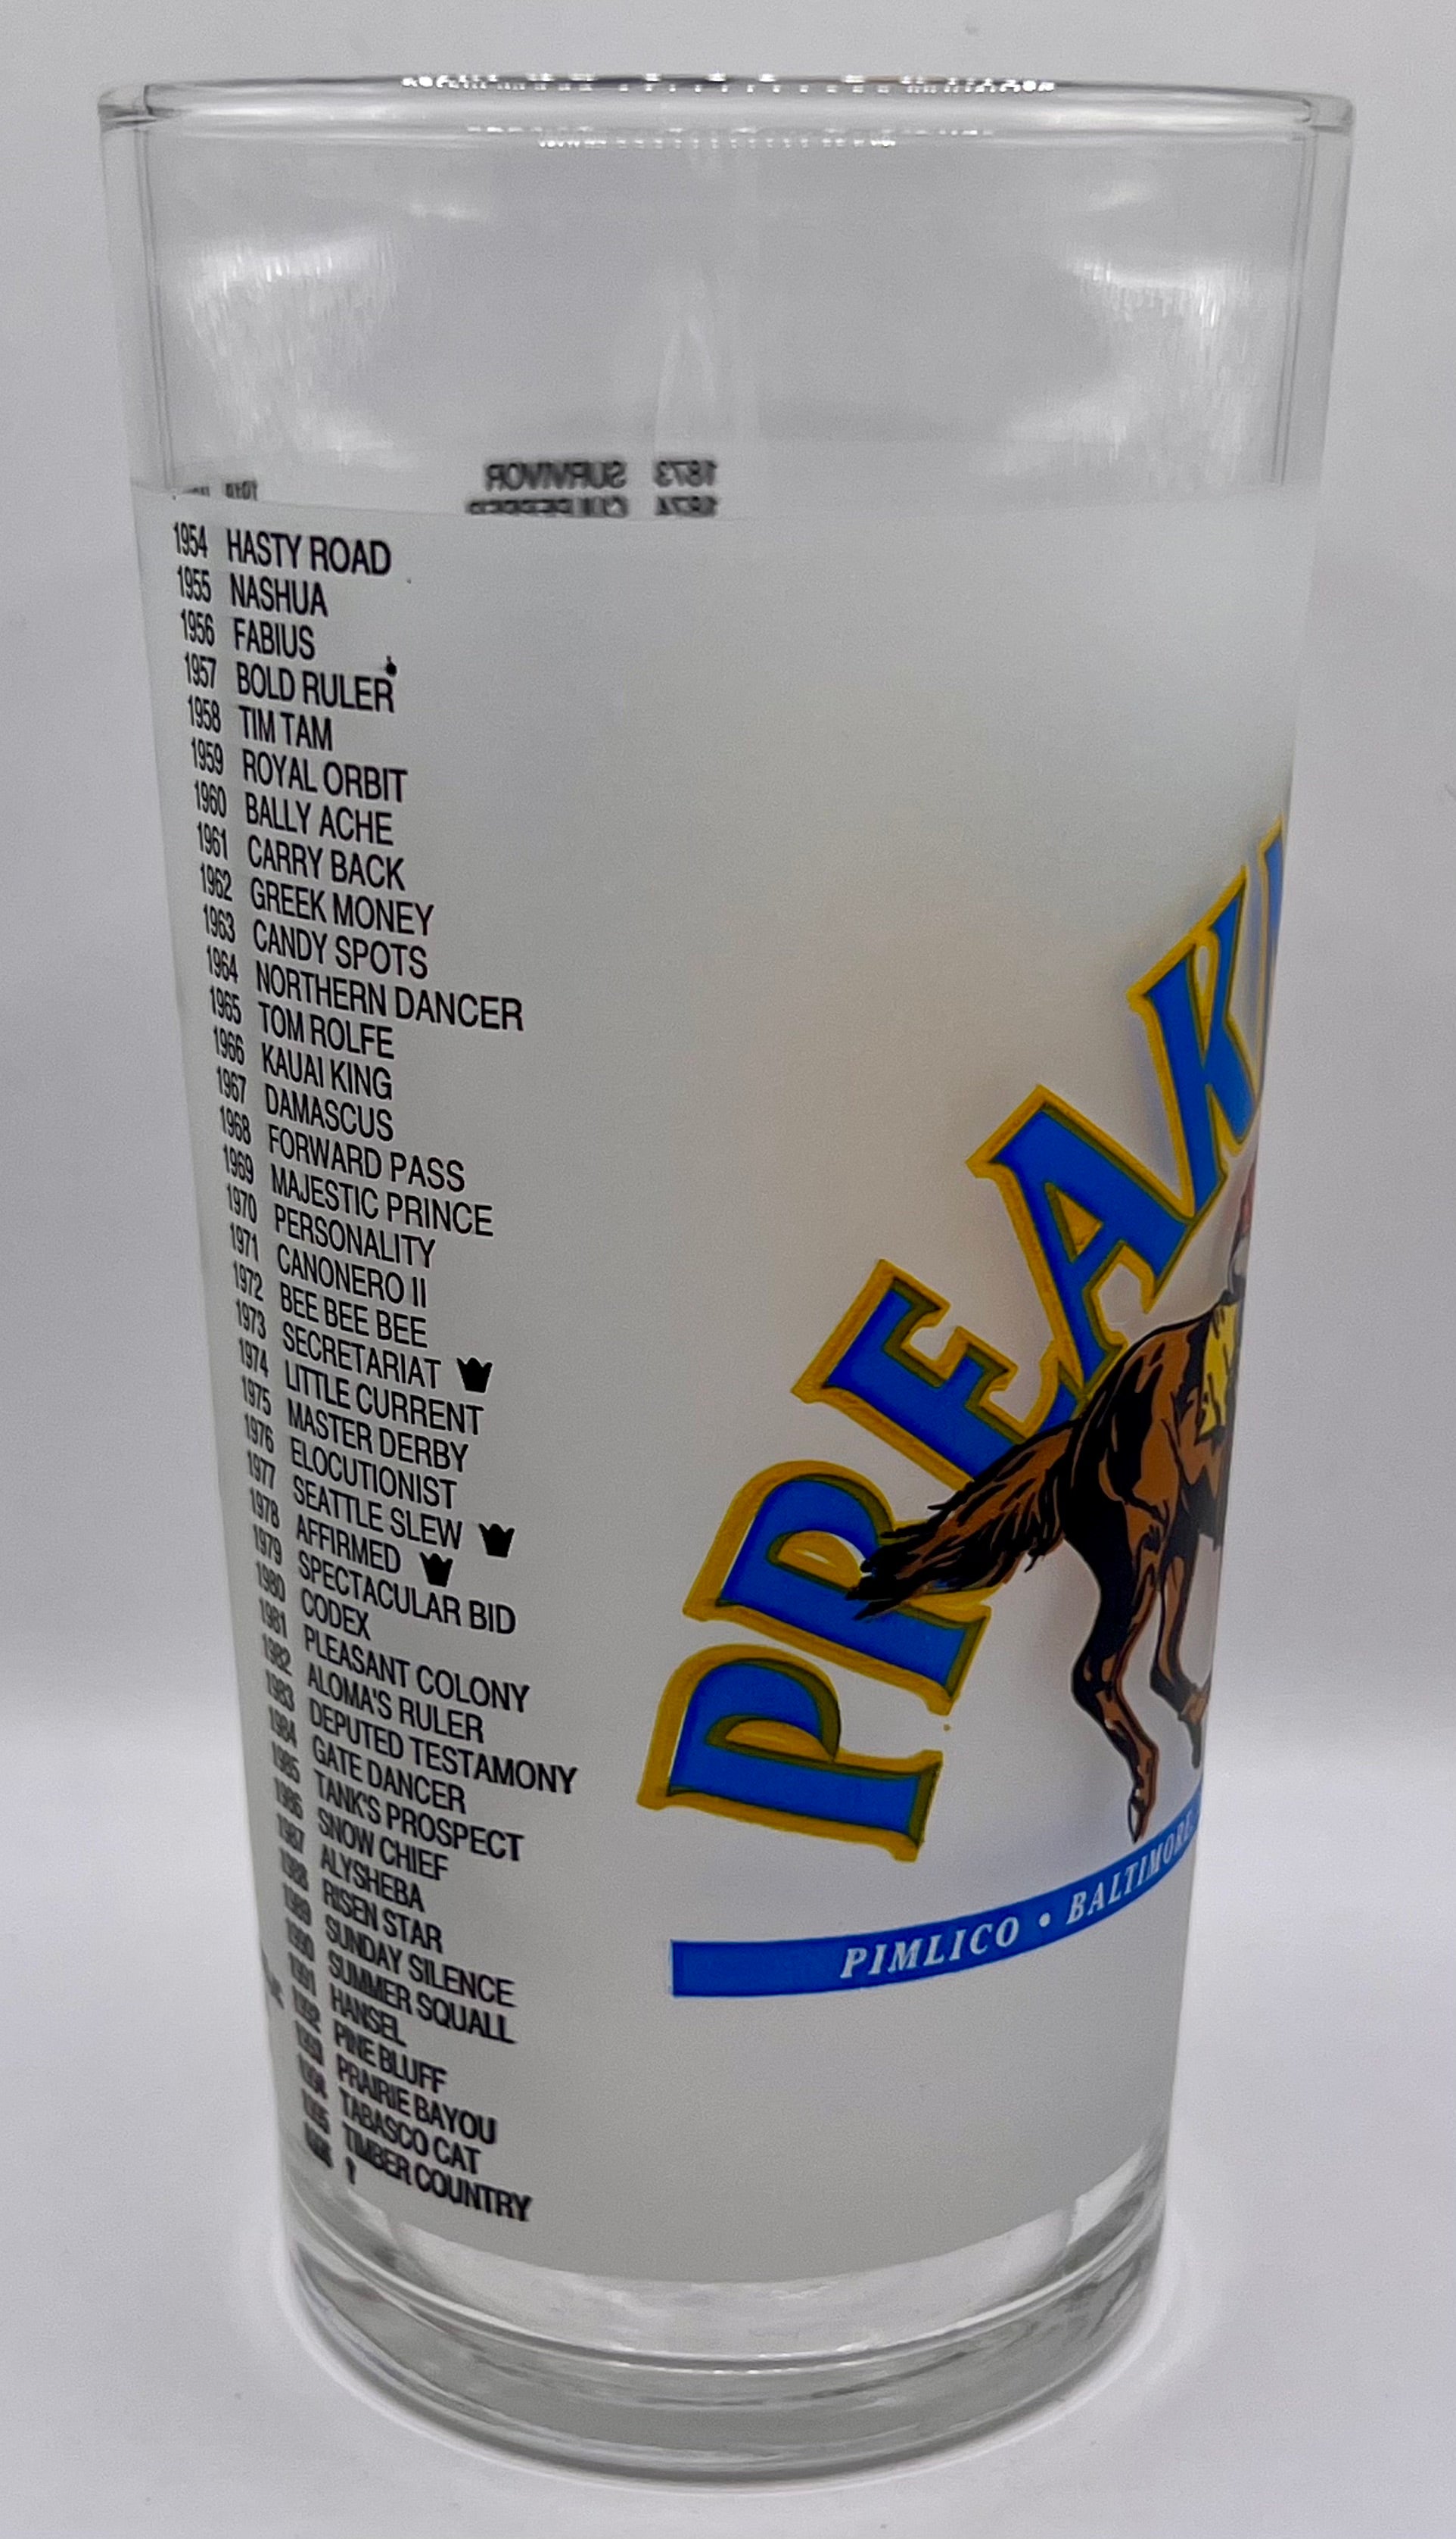 1873 SURVIVOR
1954 HASTY ROAD
1955 NASHUA
1956 FABIUS
1957 BOLD RULER
1958 TIM TAM
1959 ROYAL ORBIT
1960 BALLY ACHE
1961 CARRY BACK
1962 GREEK MONEY
1963 CANDY SPOTS
1964 NORTHERN DANCER
1965 TOM ROLFE
1966 KAUAI KING
1967 DAMASCUS
1968 FORWARD PASS
1969 MAJESTIC PRINCE
1970 PERSONALITY
1971 CANONERO II
1972 BEE BEE BEE
1973 SECRETARIAT
1974 LITTLE CURRENT
1975 MASTER DERBY
1976 ELOCUTIONIST
1977 SEATTLE SLEW
1978 AFFIRMED
1979 SPECTACULAR BID
1980 CODEX
1981 PLEASANT COLONY
1982 ALOMA'S RULER
1983 DEPUTED TESTAMONY
1984 GATE DANCER
1985 TANK'S PROSPECT
1986 SNOW CHIEF
1987 ALYSHEBA
1988 RISEN STAR
1989 SUNDAY SILENCE
1990 SUMMER SQUALL
1991 HANSEL
1992 PINE BLUFF
1993 PRAIRIE BAYOU
1994 TABASCO CAT
1995 TIMBER COUNTRY
1996 ?
PREAK
PIMLICO • BALTIMORE,